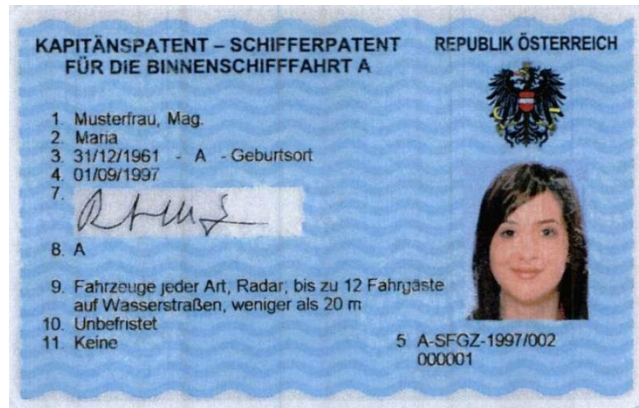 KAPITÄNSPATENT – SCHIFFERPATENT
FÜR DIE BINNENSCHIFFFAHRT A
REPUBLIK ÖSTERREICH
1. Musterfrau, Mag.
2. Maria
3. 31/12/1961 - A - Geburtsort
4. 01/09/1997
7.
8. A
9. Fahrzeuge jeder Art, Radar, bis zu 12 Fahrgäste
auf Wasserstraßen, weniger als 20 m
10. Unbefristet
11. Keine
5 A-SFGZ-1997/002
000001